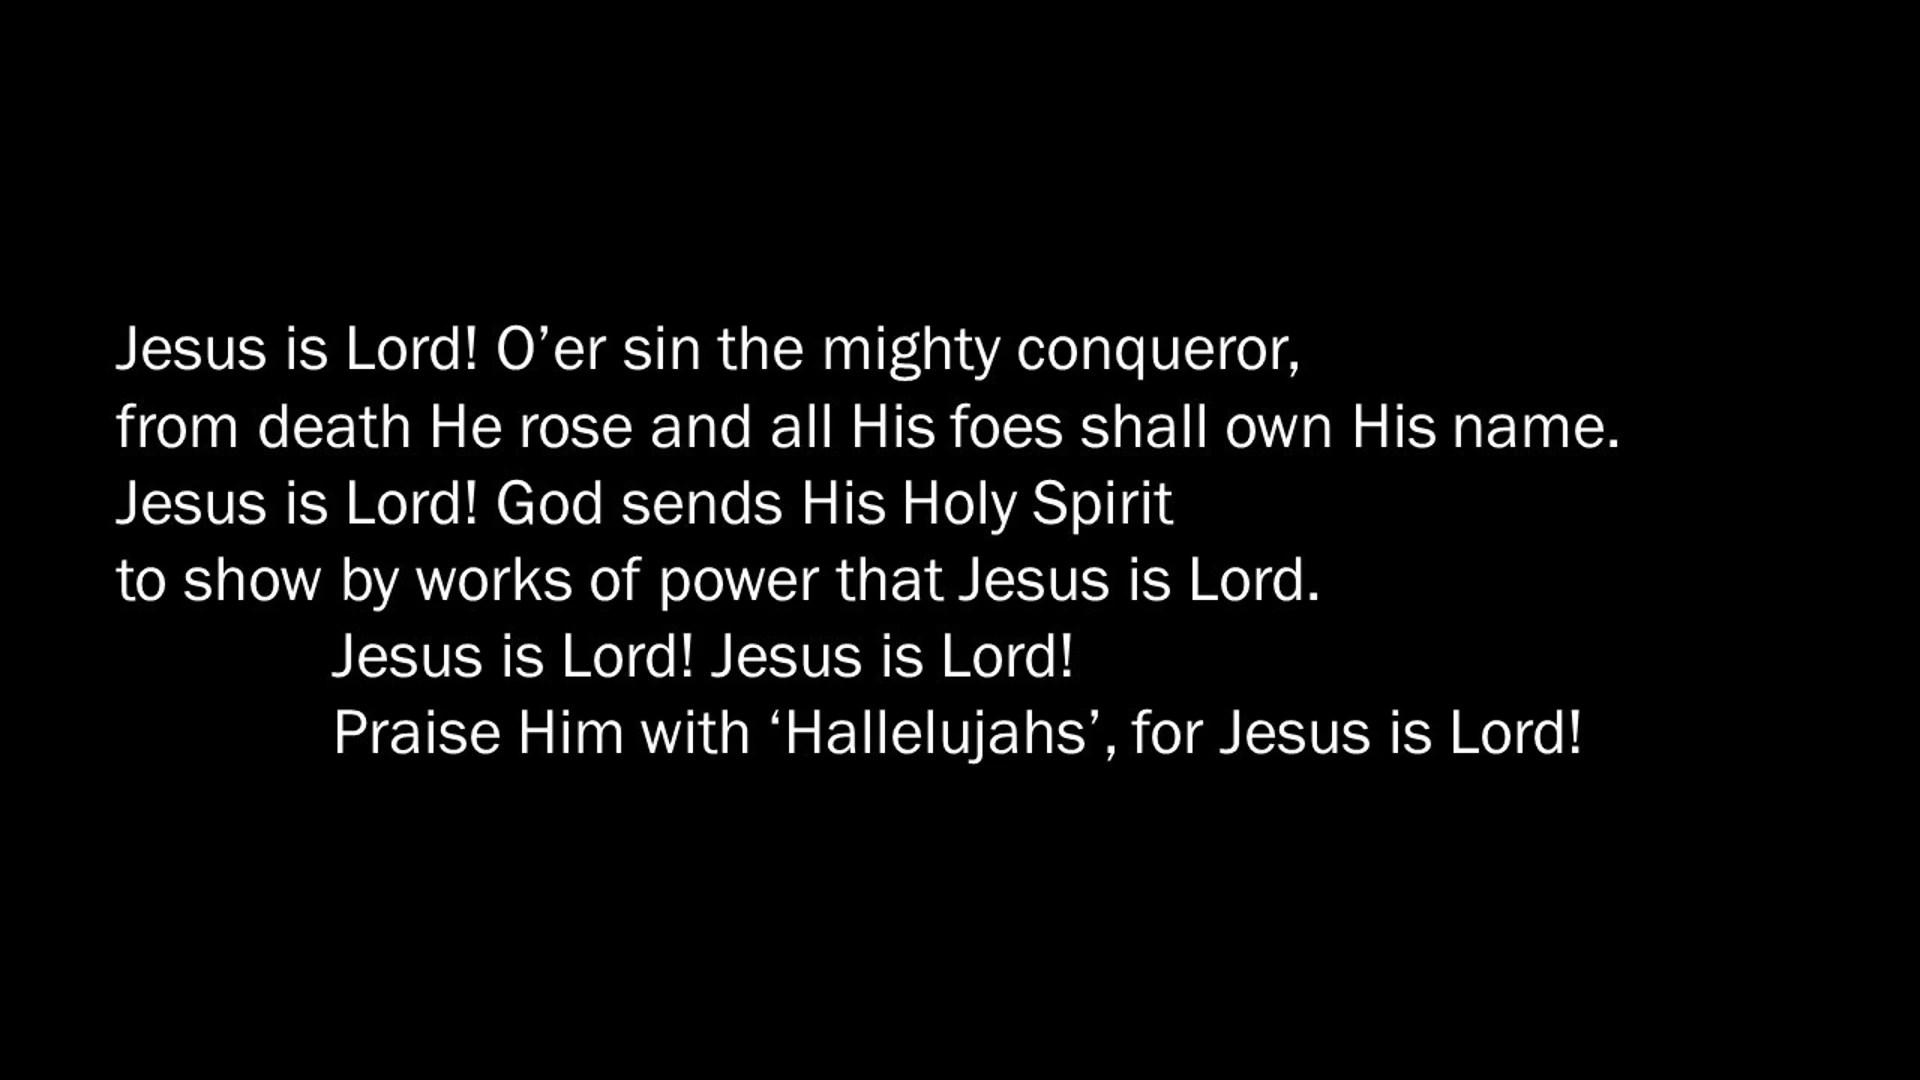 Jesus is Lord! O’er sin the mighty conqueror,
from death He rose and all His foes shall own His name.
Jesus is Lord! God sends His Holy Spirit
to show by works of power that Jesus is Lord.
Jesus is Lord! Jesus is Lord!
Praise Him with ‘Hallelujahs’, for Jesus is Lord!